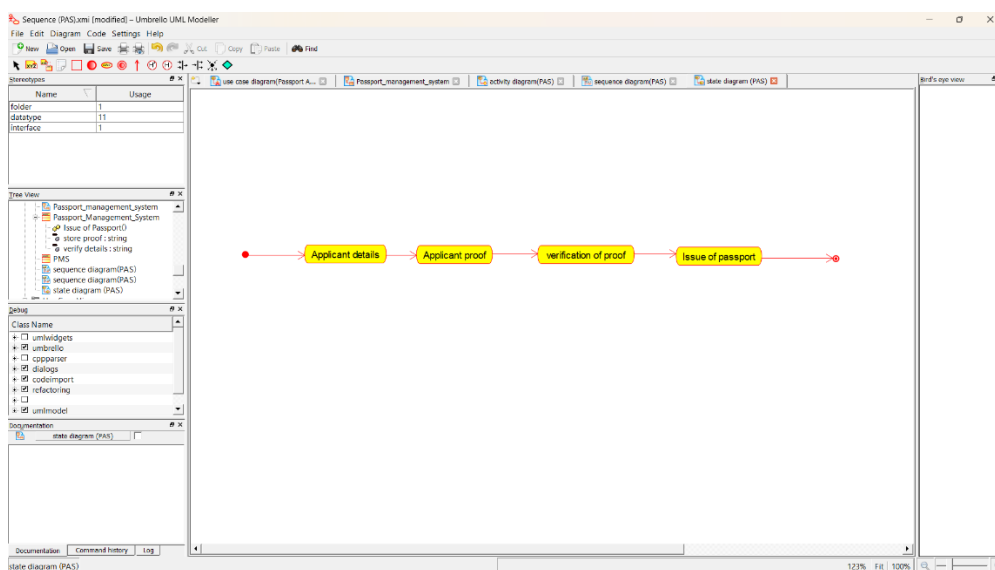 Sequence (PAS).xmi [modified] – Umbrello UML Modeller
File Edit Diagram Code Settings Help
New Open Save Cut Copy Paste Find
Stereotypes
Name Usage
folder 1
datatype 11
interface 1
use case diagram(Passport A... Passport_management_system activity diagram(PAS) sequence diagram(PAS) state diagram (PAS)
Bird's eye view
Tree View
Passport_management_system
Passport_Management_System
Issue of Passport()
store proof : string
verify details : string
PMS
sequence diagram(PAS)
sequence diagram(PAS)
state diagram (PAS)
Applicant details Applicant proof verification of proof Issue of passport
Debug
Class Name
umlwidgets
umbrello
cppparser
dialogs
codeimport
refactoring
umlmodel
Documentation
state diagram (PAS)
Documentation Command history Log
state diagram (PAS)
123% Fit 100%